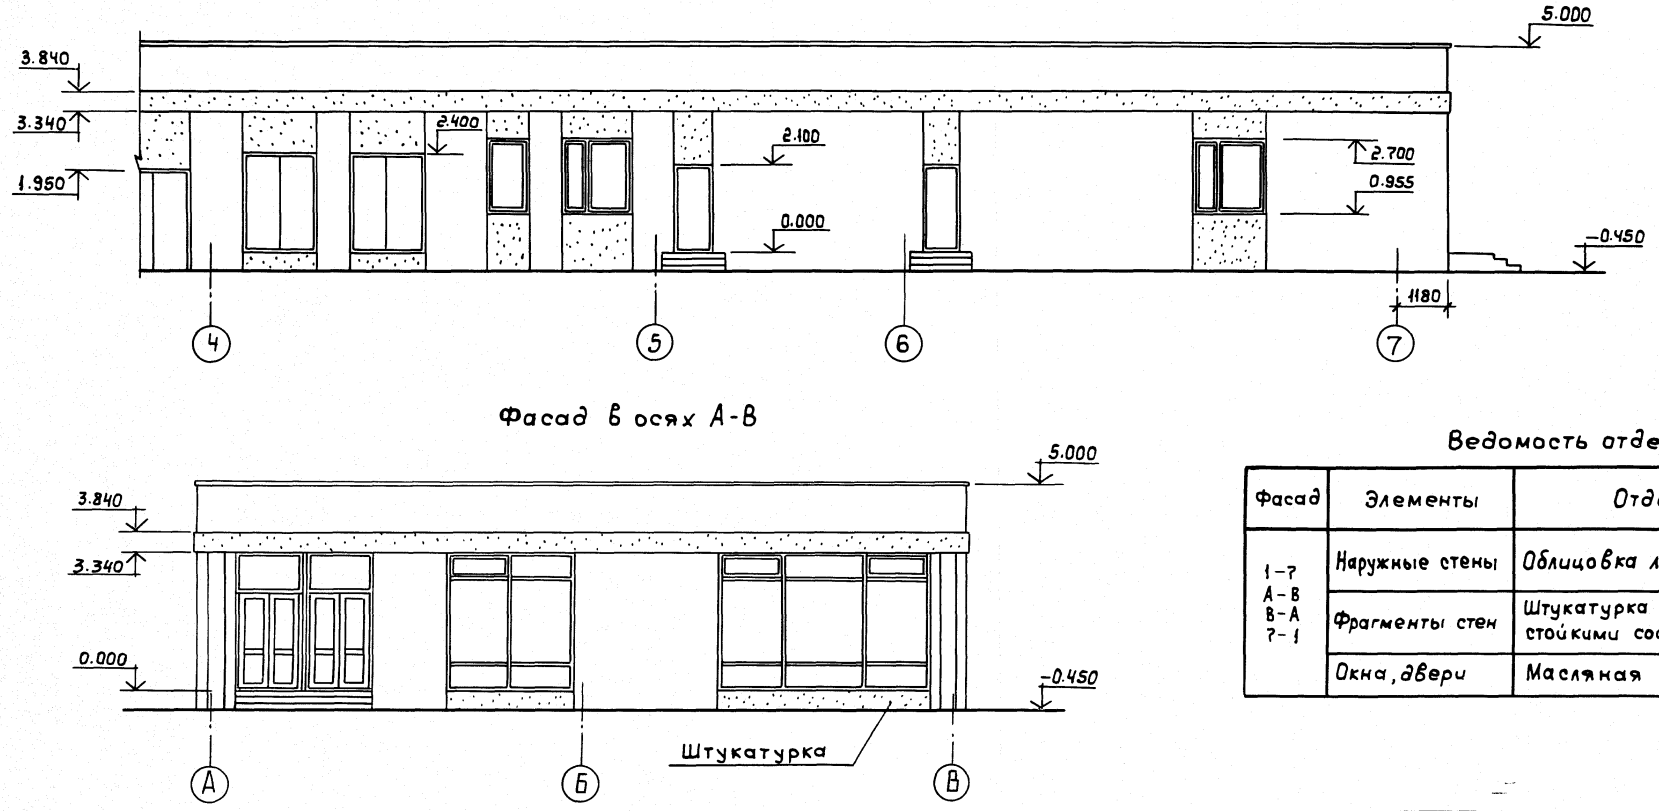 5.000
3.840
3.340
1.950
2.400
2.100
0.000
2.700
0.955
-0.450
1180
4
5
6
7
Фасад в осях А-В
5.000
3.840
3.340
0.000
-0.450
Штукатурка
А
Б
В
Ведомость отде
Фасад Элементы Отде
1-7
А-В
В-А
7-1
Наружные стены Облицовка
Фрагменты стен Штукатурка
стойкими сос
Окна, двери Масляная